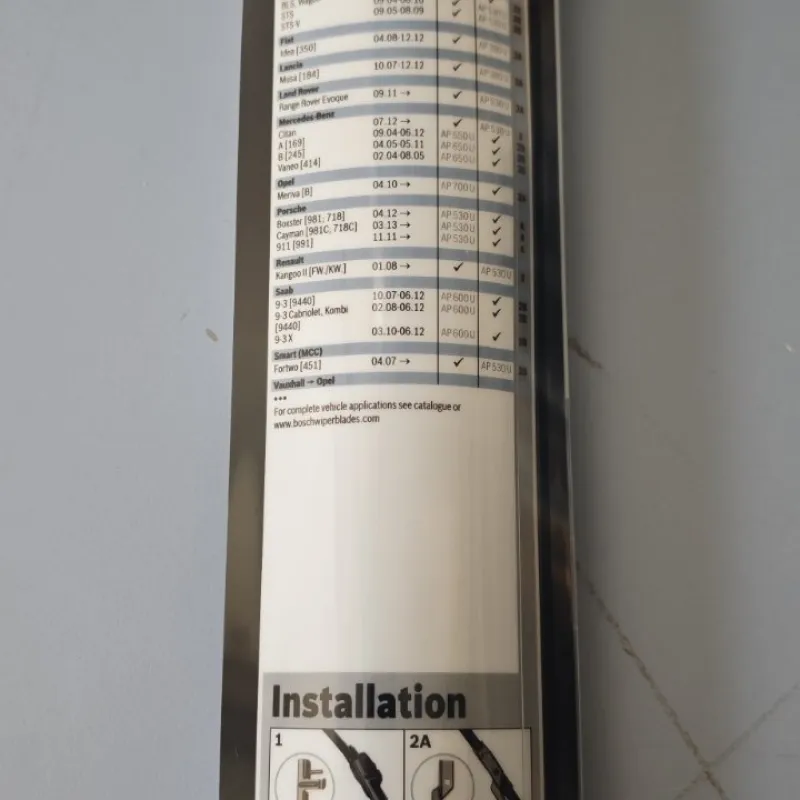 STS 09.05-08.09 ✓
STS V
Fiat
Idea [350] 04.08-12.12 ✓
Lancia
Musa [184] 10.07-12.12 ✓
Land Rover
Range Rover Evoque 09.11 → ✓ AP 530 U
Mercedes-Benz
Citan 07.12 → ✓ AP 530 U
A [169] 09.04-06.12 AP 650 U ✓
B [245] 04.05-05.11 AP 650 U ✓
Vaneo [414] 02.04-08.05 AP 650 U ✓
Opel
Meriva [B] 04.10 → AP 700 U ✓
Porsche
Boxster [981; 718] 04.12 → AP 530 U ✓
Cayman [981C; 718C] 03.13 → AP 530 U ✓
911 [991] 11.11 → AP 530 U ✓
Renault
Kangoo II [FW./KW.] 01.08 → ✓ AP 530 U
Saab
9-3 [9440] 10.07-06.12 AP 600 U ✓
9-3 Cabriolet, Kombi 02.08-06.12 AP 600 U ✓
[9440]
9-3 X 03.10-06.12 AP 600 U ✓
Smart (MCC)
Fortwo [451] 04.07 → ✓ AP 530 U
Vauxhall → Opel
•••
For complete vehicle applications see catalogue or
www.boschwiperblades.com
Installation
1 2A